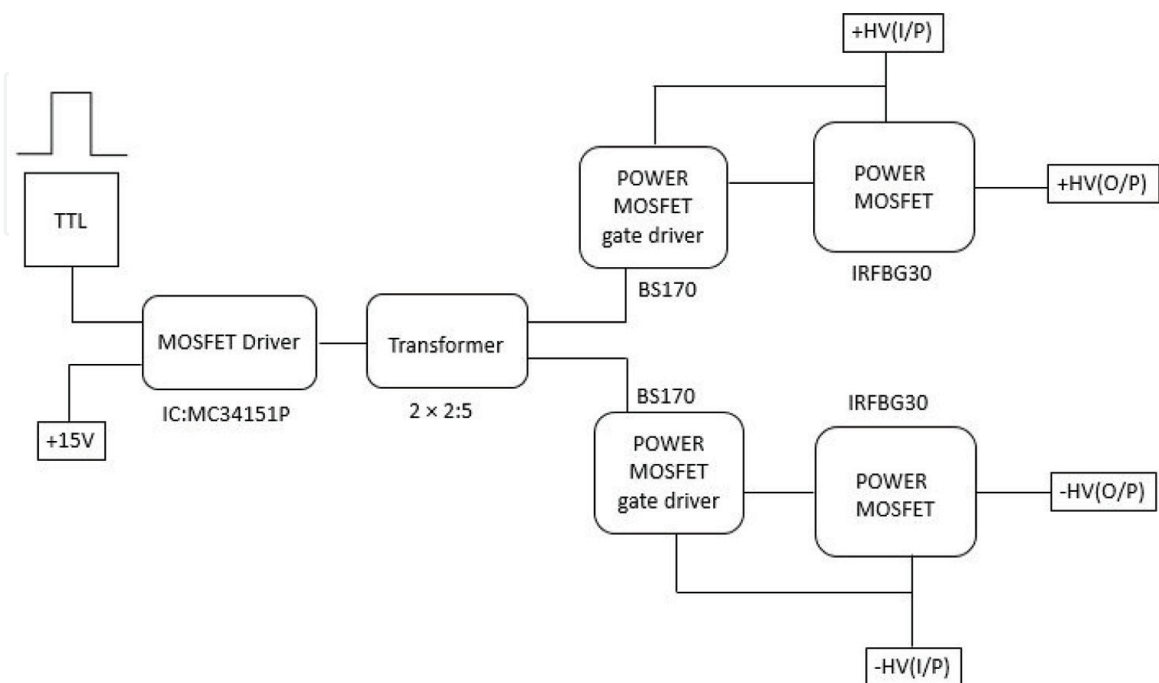 +HV(I/P)
TTL
POWER
MOSFET
gate driver
BS170
POWER
MOSFET
IRFBG30
+HV(O/P)
MOSFET Driver
IC:MC34151P
+15V
Transformer
2 × 2:5
BS170
POWER
MOSFET
gate driver
IRFBG30
POWER
MOSFET
-HV(O/P)
-HV(I/P)